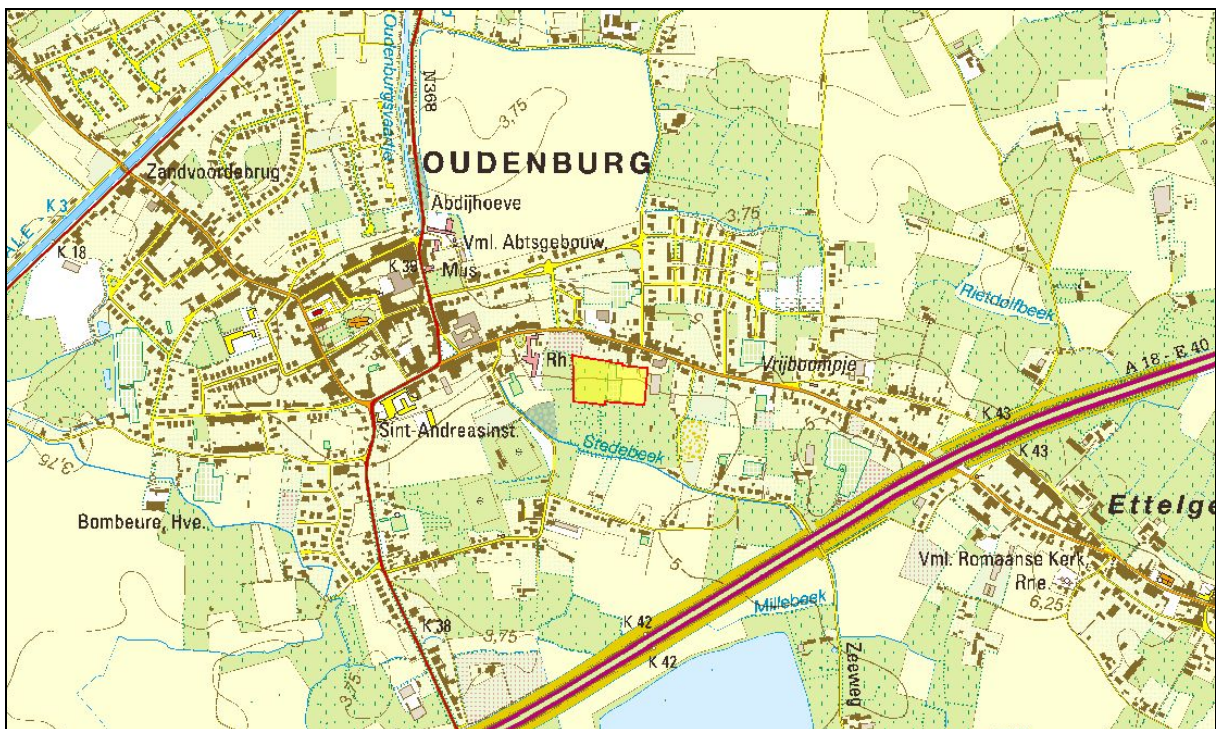 Oudenburgsvaartje
N368
3,75
OUDENBURG
Zandvoordebrug
K 3
ALE
K 18
Abdijhoeve
3,75
Vml. Abtsgebouw,
K 39
Mus.
Rietdolfbeek
Rh.
Vrijboompje
A 18 - E 40
K 43
Sint-Andreasinst.
5
K 43
Stedebeek
3,75
Bombeure, Hve.
Ettelge
5
Vml. Romaanse Kerk,
Rne.
Millebeek
6,25
K 38
3,75
K 42
K 42
Zeeweg
3,75